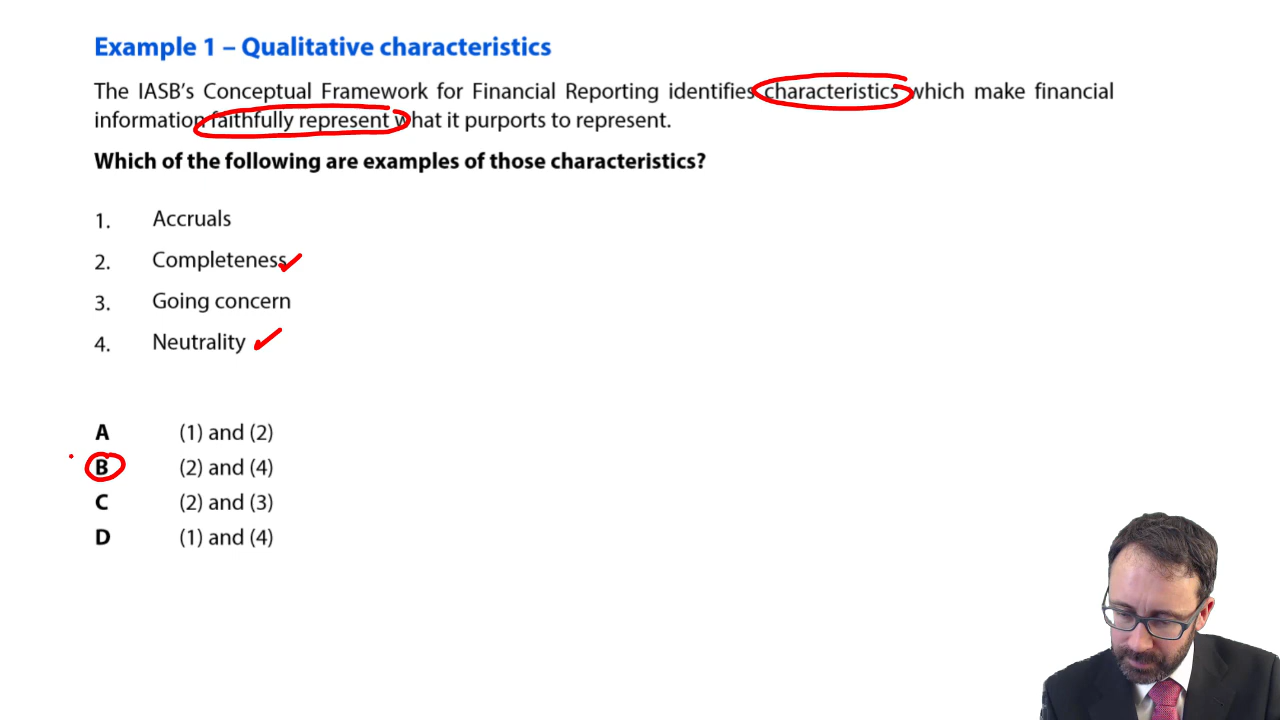 Example 1 – Qualitative characteristics
The IASB's Conceptual Framework for Financial Reporting identifies characteristics which make financial
information faithfully represent what it purports to represent.
Which of the following are examples of those characteristics?
1. Accruals
2. Completeness
3. Going concern
4. Neutrality
A (1) and (2)
B (2) and (4)
C (2) and (3)
D (1) and (4)